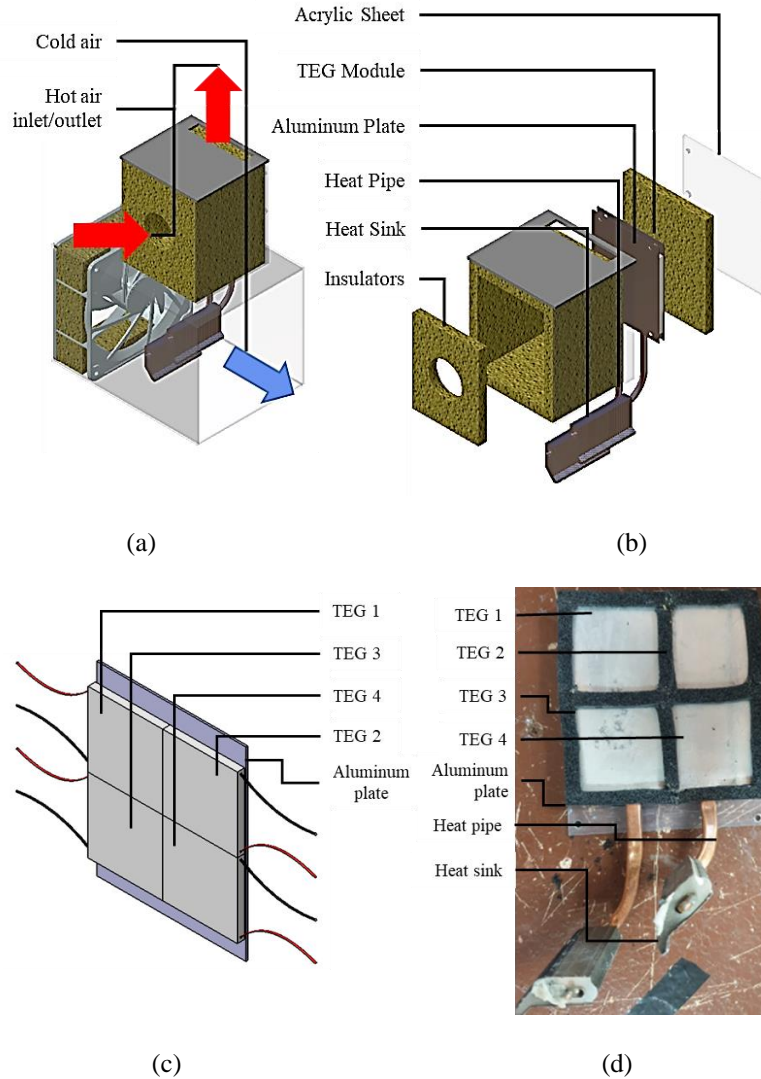 Cold air
Hot air
inlet/outlet
(a)
Acrylic Sheet
TEG Module
Aluminum Plate
Heat Pipe
Heat Sink
Insulators
(b)
TEG 1
TEG 3
TEG 4
TEG 2
Aluminum
plate
(c)
TEG 1
TEG 2
TEG 3
TEG 4
Aluminum
plate
Heat pipe
Heat sink
(d)